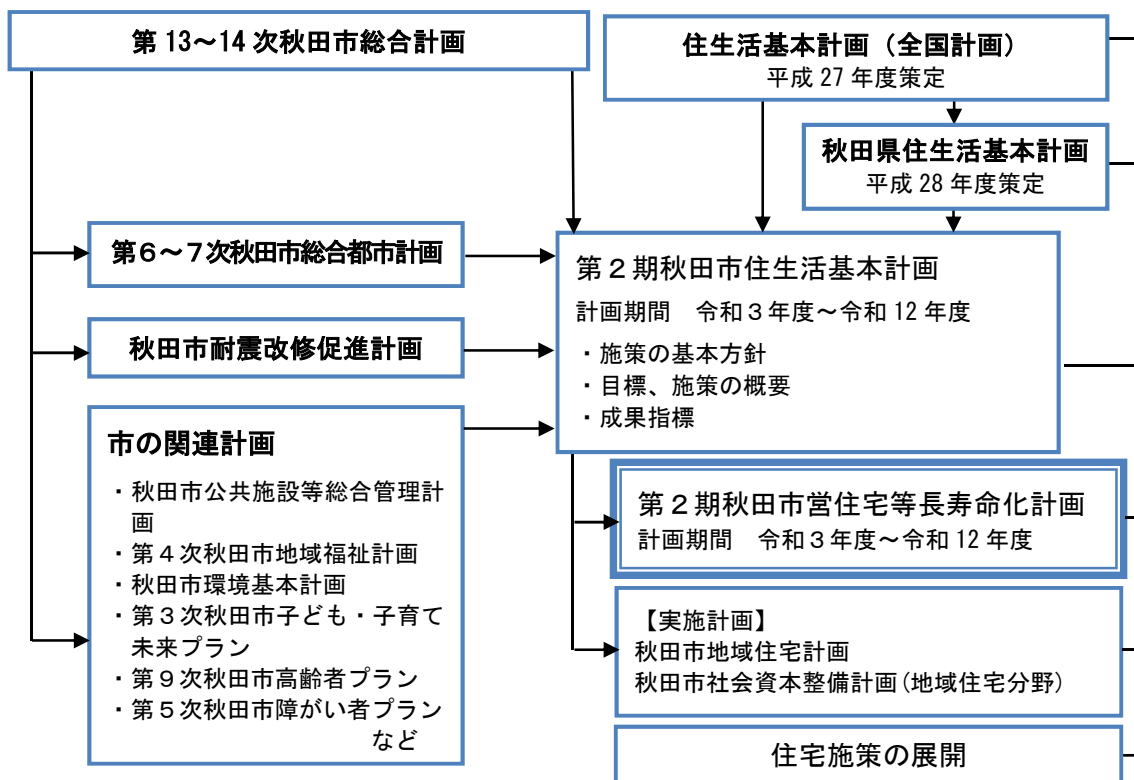 第13～14次秋田市総合計画
住生活基本計画（全国計画）
平成27年度策定
秋田県住生活基本計画
平成28年度策定
第６～７次秋田市総合都市計画
秋田市耐震改修促進計画
市の関連計画
・秋田市公共施設等総合管理計
画
・第４次秋田市地域福祉計画
・秋田市環境基本計画
・第３次秋田市子ども・子育て
未来プラン
・第９次秋田市高齢者プラン
・第５次秋田市障がい者プラン
など
第２期秋田市住生活基本計画
計画期間　令和３年度～令和12年度
・施策の基本方針
・目標、施策の概要
・成果指標
第２期秋田市営住宅等長寿命化計画
計画期間　令和３年度～令和12年度
【実施計画】
秋田市地域住宅計画
秋田市社会資本整備計画(地域住宅分野)
住宅施策の展開